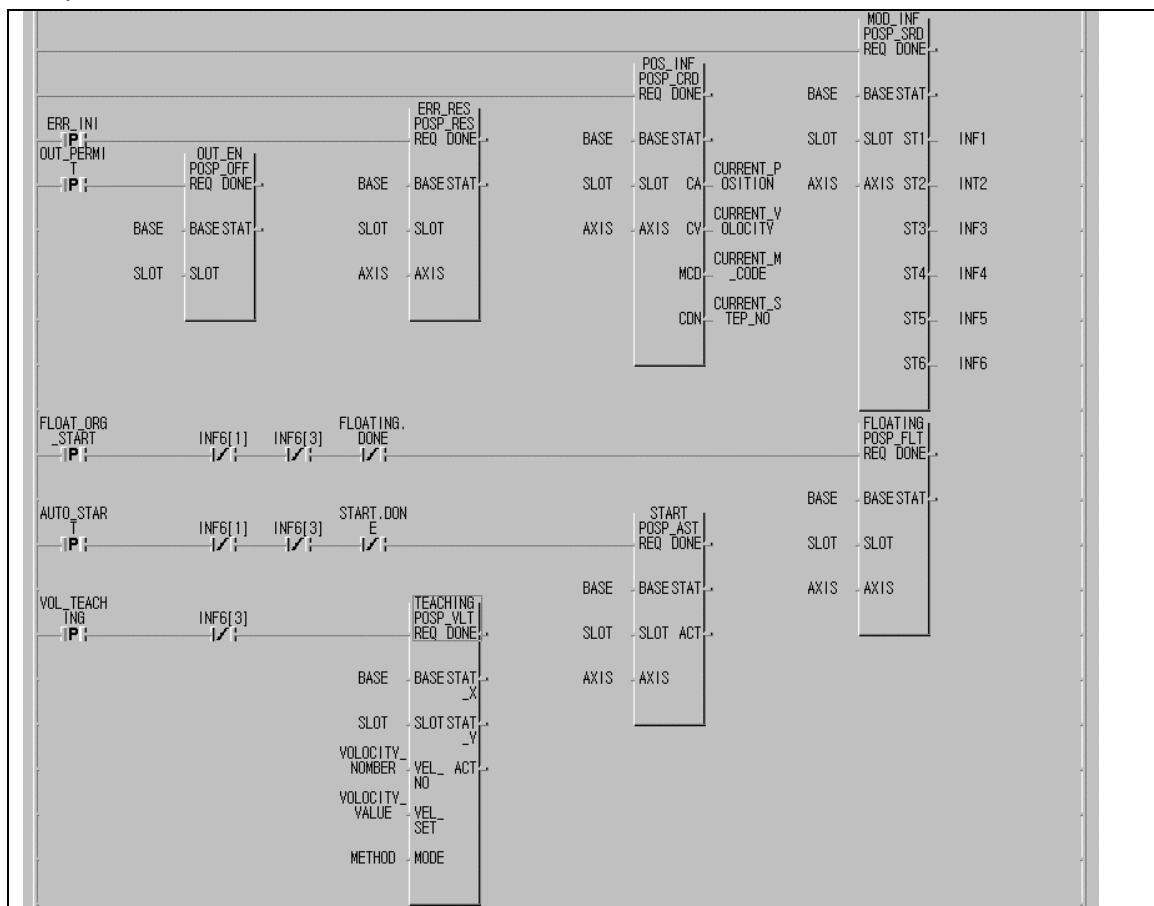 MOD_INF
POSP_SRD
REQ DONE
POS_INF
POSP_CRD
REQ DONE
BASE BASE STAT
ERR_RES
POSP_RES
REQ DONE
ERR_INI
P
BASE BASE STAT
SLOT SLOT ST1 INF1
OUT_PERMI
T
P
OUT_EN
POSP_OFF
REQ DONE
BASE BASE STAT
SLOT SLOT CA
CURRENT_P
OSITION
AXIS AXIS ST2 INT2
BASE BASE STAT
SLOT SLOT
AXIS AXIS CV
CURRENT_V
OLOCITY
ST3 INF3
SLOT SLOT
AXIS AXIS
MCD
CURRENT_M
_CODE
ST4 INF4
CDN
CURRENT_S
TEP_NO
ST5 INF5
ST6 INF6
FLOAT_ORG
_START
P
INF6[1]
INF6[3]
FLOATING.
DONE
FLOATING
POSP_FLT
REQ DONE
BASE BASE STAT
AUTO_STAR
T
P
INF6[1]
INF6[3]
START.DON
E
START
POSP_AST
REQ DONE
SLOT SLOT
BASE BASE STAT
AXIS AXIS
VOL_TEACH
ING
P
INF6[3]
TEACHING
POSP_VLT
REQ DONE
SLOT SLOT ACT
BASE BASE STAT
_X
AXIS AXIS
SLOT SLOT STAT
_Y
VOLOCITY_
NOMBER
VEL_ ACT
NO
VOLOCITY_
VALUE
VEL_
SET
METHOD MODE